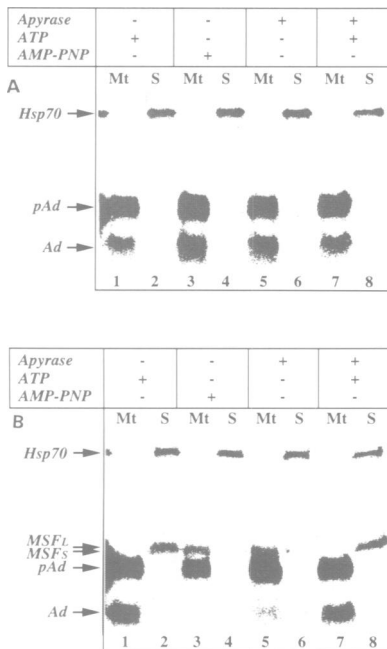 Apyrase - - + +
ATP + - - +
AMP-PNP - + - -
A Mt S Mt S Mt S Mt S
Hsp70
pAd
Ad
1 2 3 4 5 6 7 8
Apyrase - - + +
ATP + - - +
AMP-PNP - + - -
B Mt S Mt S Mt S Mt S
Hsp70
MSFL
MSFS
pAd
Ad
1 2 3 4 5 6 7 8